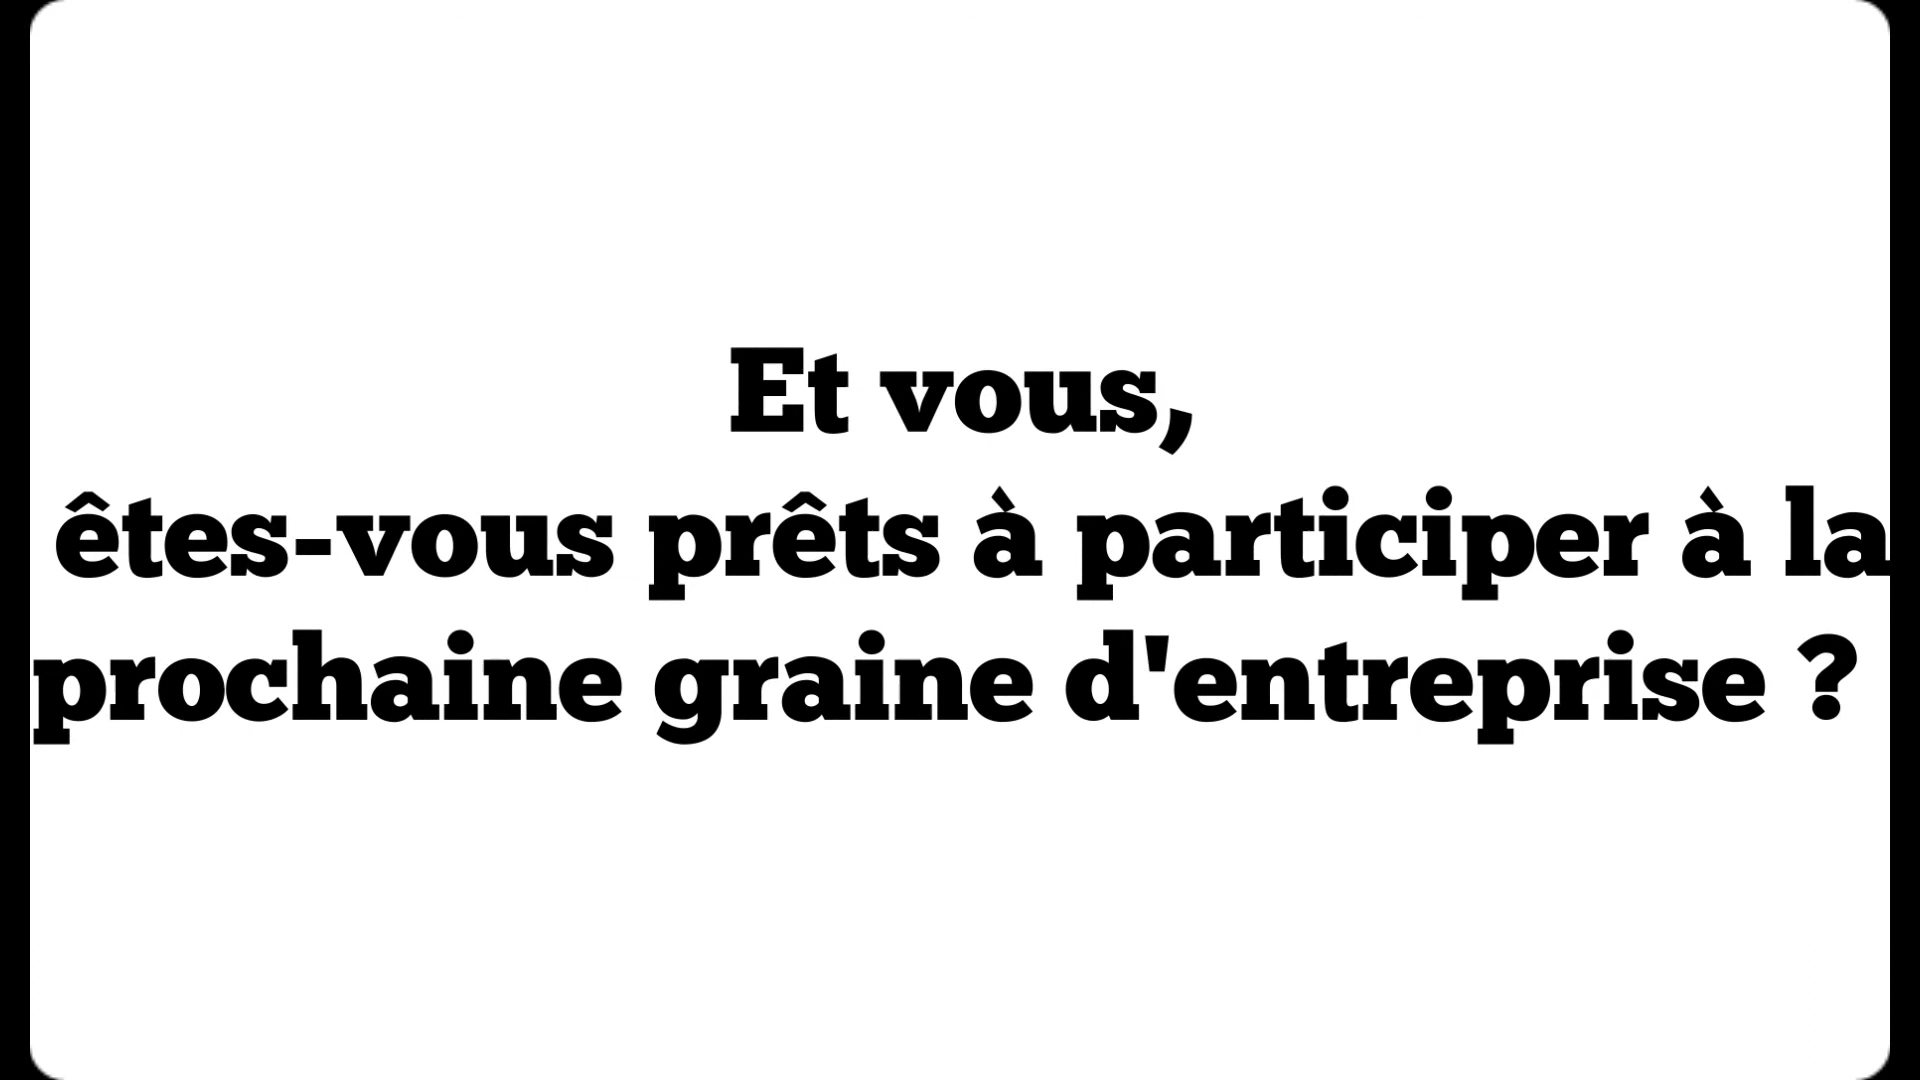 Et vous,
êtes-vous prêts à participer à la
prochaine graine d'entreprise ?